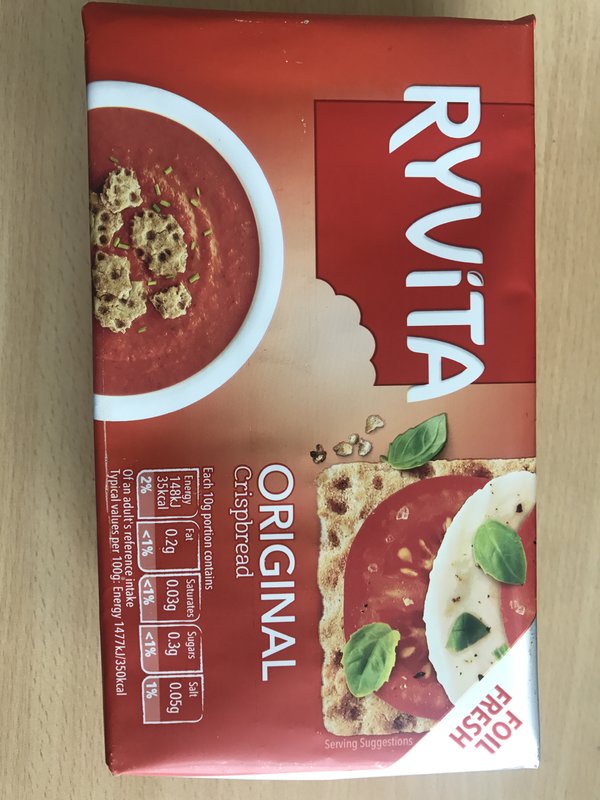 RYVITA
FOIL
FRESH
ORIGINAL
Crispbread
Serving Suggestions
Each 10g portion contains
Energy
148kJ
35kcal
2%
Fat
0.2g
<1%
Saturates
0.03g
<1%
Sugars
0.3g
<1%
Salt
0.05g
1%
Of an adult's reference intake
Typical values per 100g: Energy 1477kJ/350kcal